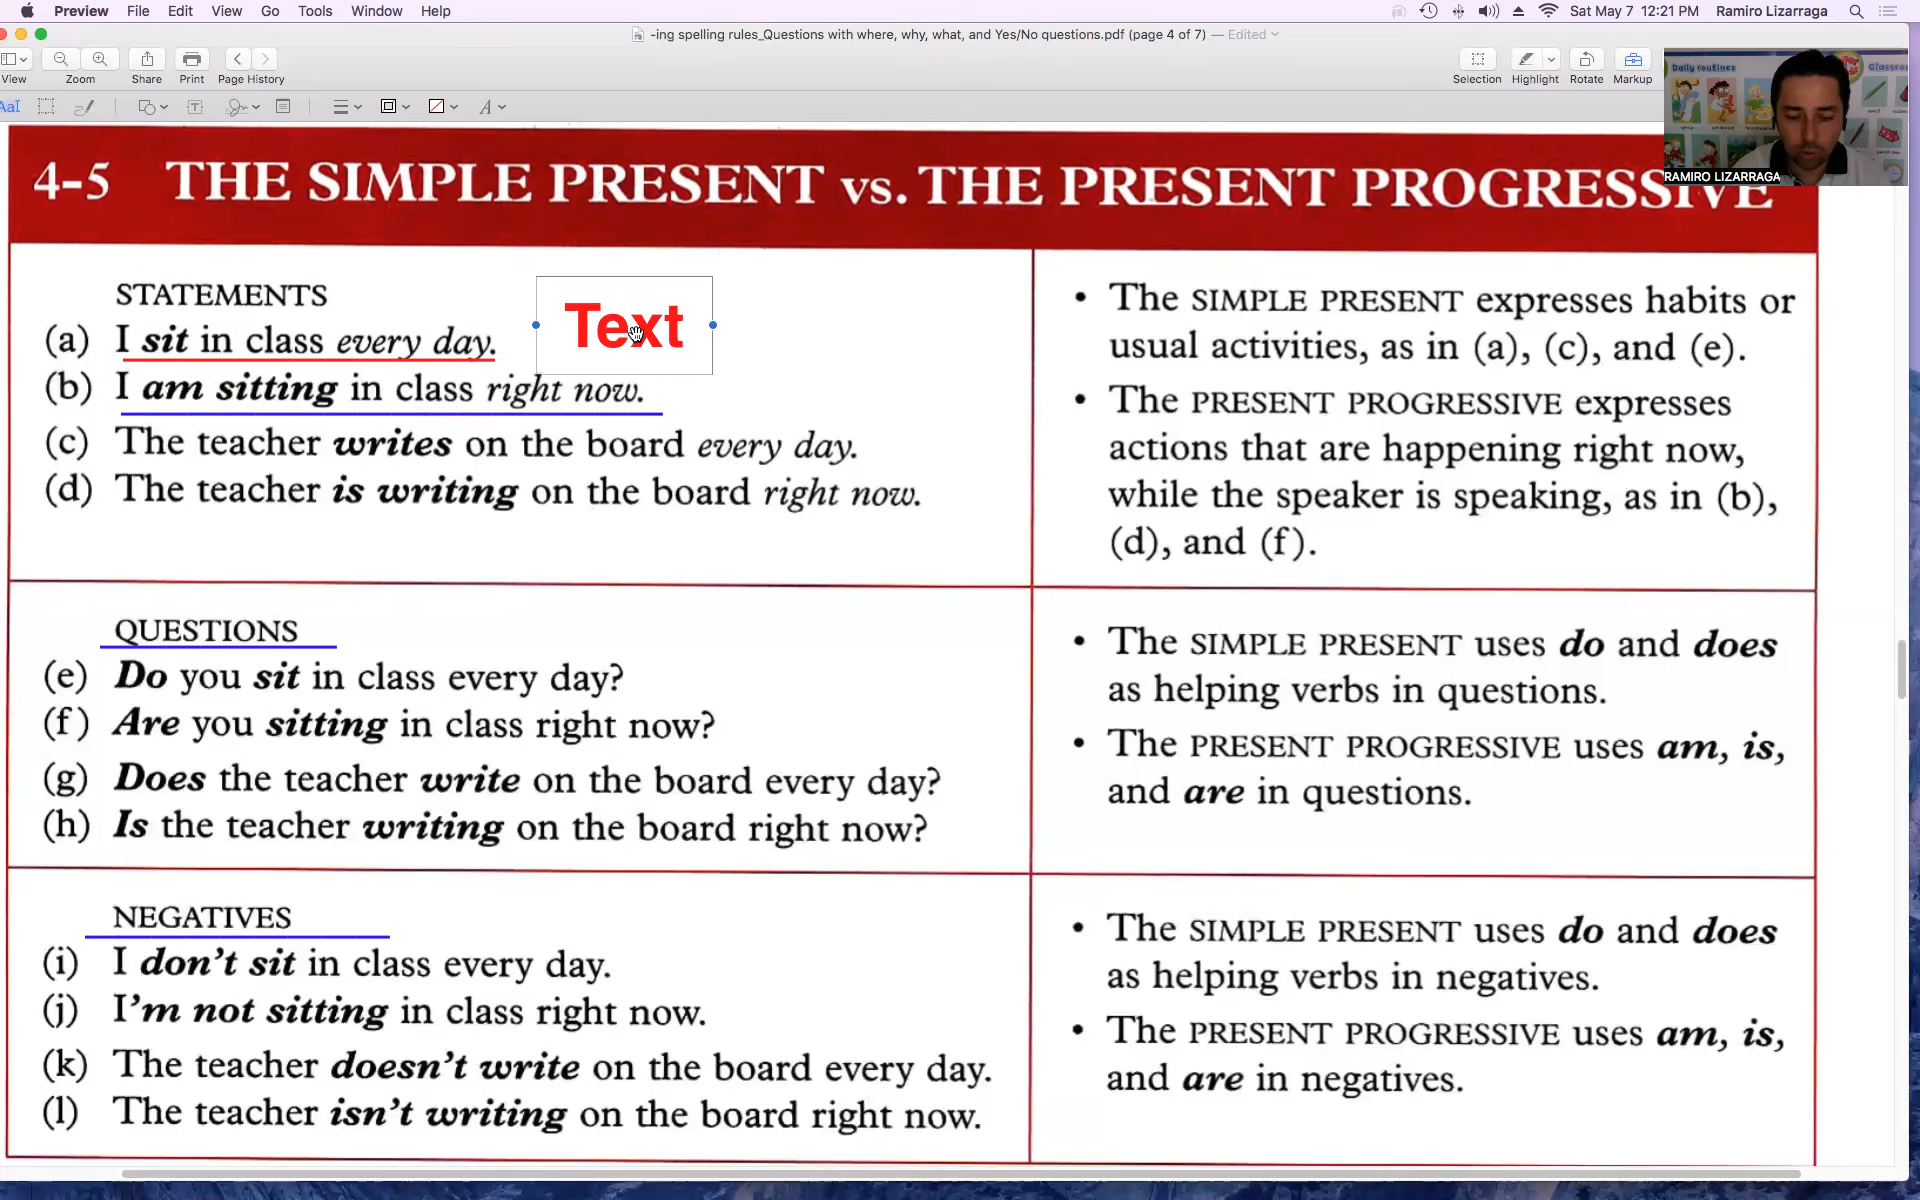 Preview File Edit View Go Tools Window Help Sat May 7 12:21 PM Ramiro Lizarraga
-ing spelling rules_Questions with where, why, what, and Yes/No questions.pdf (page 4 of 7) — Edited
View Zoom Share Print Page History Selection Highlight Rotate Markup
AaI
Daily routines Classroo
RAMIRO LIZARRAGA
4-5 THE SIMPLE PRESENT vs. THE PRESENT PROGRESSIVE
STATEMENTS
(a) I sit in class every day.
Text
(b) I am sitting in class right now.
(c) The teacher writes on the board every day.
(d) The teacher is writing on the board right now.
• The SIMPLE PRESENT expresses habits or
usual activities, as in (a), (c), and (e).
• The PRESENT PROGRESSIVE expresses
actions that are happening right now,
while the speaker is speaking, as in (b),
(d), and (f).
QUESTIONS
(e) Do you sit in class every day?
(f) Are you sitting in class right now?
(g) Does the teacher write on the board every day?
(h) Is the teacher writing on the board right now?
• The SIMPLE PRESENT uses do and does
as helping verbs in questions.
• The PRESENT PROGRESSIVE uses am, is,
and are in questions.
NEGATIVES
(i) I don't sit in class every day.
(j) I'm not sitting in class right now.
(k) The teacher doesn't write on the board every day.
(l) The teacher isn't writing on the board right now.
• The SIMPLE PRESENT uses do and does
as helping verbs in negatives.
• The PRESENT PROGRESSIVE uses am, is,
and are in negatives.